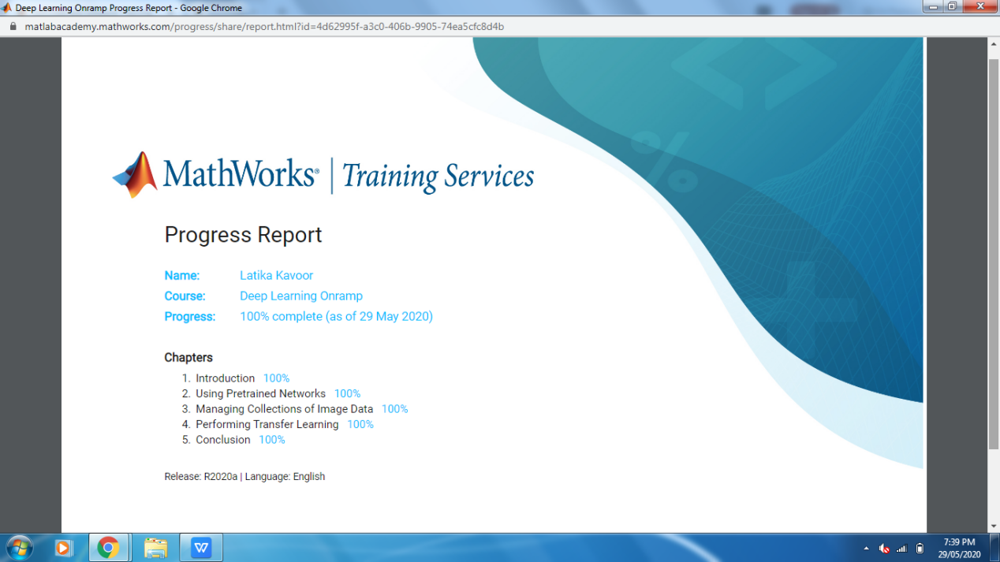 Deep Learning Onramp Progress Report - Google Chrome
matlabacademy.mathworks.com/progress/share/report.html?id=4d62995f-a3c0-406b-9905-74ea5cfc8d4b
%
MathWorks® | Training Services
Progress Report
Name: Latika Kavoor
Course: Deep Learning Onramp
Progress: 100% complete (as of 29 May 2020)
Chapters
1. Introduction 100%
2. Using Pretrained Networks 100%
3. Managing Collections of Image Data 100%
4. Performing Transfer Learning 100%
5. Conclusion 100%
Release: R2020a | Language: English
W
7:39 PM
29/05/2020